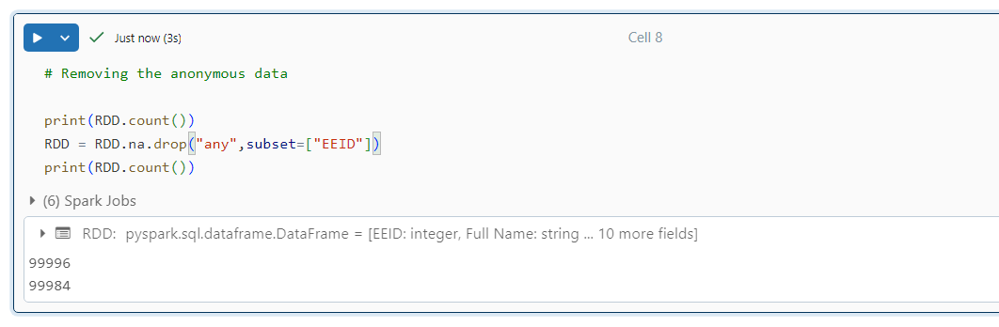 Just now (3s)
Cell 8
# Removing the anonymous data
print(RDD.count())
RDD = RDD.na.drop("any",subset=["EEID"])
print(RDD.count())
(6) Spark Jobs
RDD: pyspark.sql.dataframe.DataFrame = [EEID: integer, Full Name: string ... 10 more fields]
99996
99984